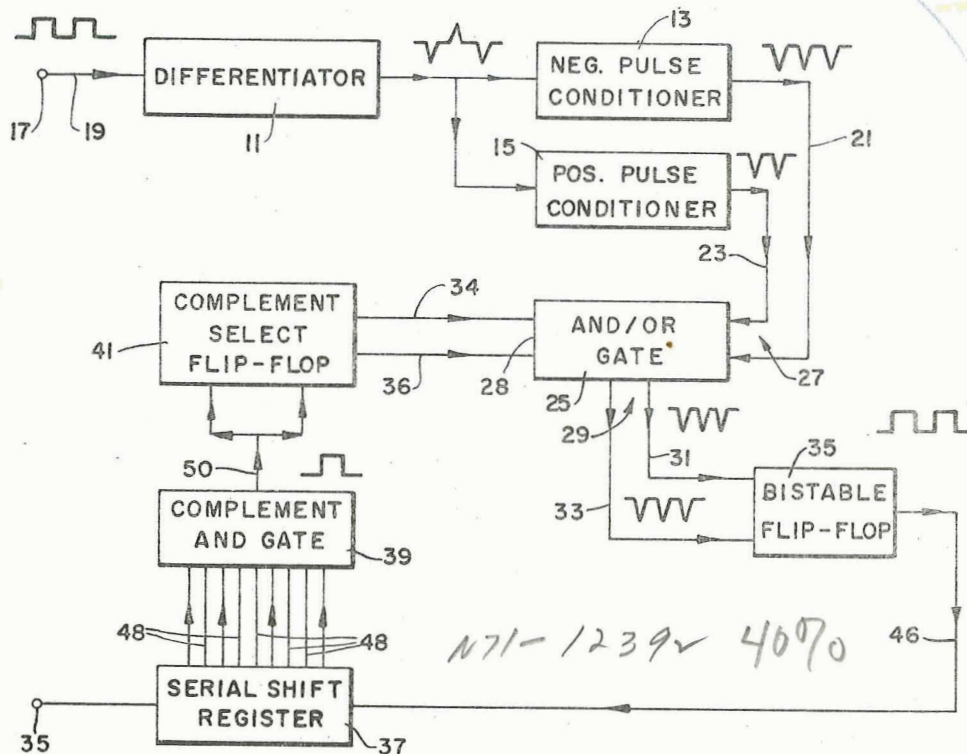 DIFFERENTIATOR
11
17
19
13
NEG. PULSE
CONDITIONER
21
15
POS. PULSE
CONDITIONER
23
COMPLEMENT
SELECT
FLIP-FLOP
41
34
36
28
AND/OR
GATE
25
27
29
31
33
35
BISTABLE
FLIP-FLOP
50
COMPLEMENT
AND GATE
39
48
48
46
N71-1239 40%
SERIAL SHIFT
REGISTER
37
35